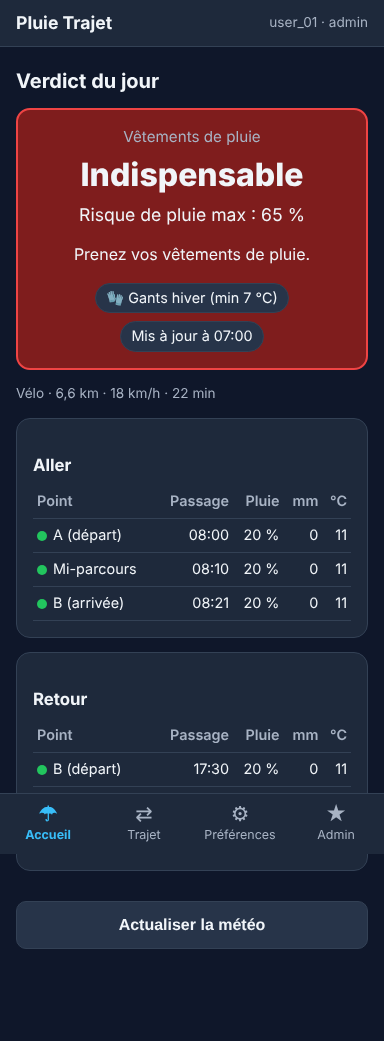 Pluie Trajet
user_01 · admin
Verdict du jour
Vêtements de pluie
Indispensable
Risque de pluie max : 65 %
Prenez vos vêtements de pluie.
🧤 Gants hiver (min 7 °C)
Mis à jour à 07:00
Vélo · 6,6 km · 18 km/h · 22 min
Aller
Point Passage Pluie mm °C
A (départ) 08:00 20 % 0 11
Mi-parcours 08:10 20 % 0 11
B (arrivée) 08:21 20 % 0 11
Retour
Point Passage Pluie mm °C
B (départ) 17:30 20 % 0 11
Accueil Trajet Préférences Admin
Actualiser la météo